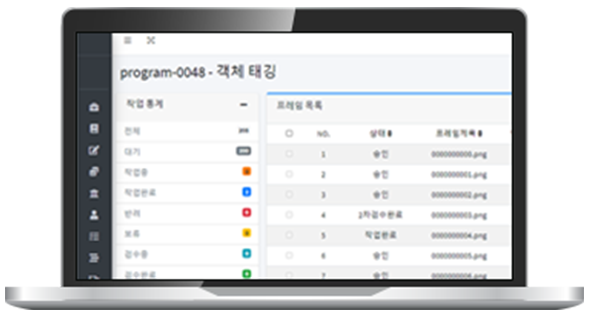 program-0048 - 객체 태깅
작업 통계
전체
대기
작업중
작업완료
반려
보류
검수중
검수완료
프레임 목록
NO. 상태 프레임제목
1 승인 0000000000.png
2 승인 0000000001.png
3 승인 0000000002.png
4 1차검수완료 0000000003.png
5 작업완료 0000000004.png
6 승인 0000000005.png
7 승인 0000000006.png